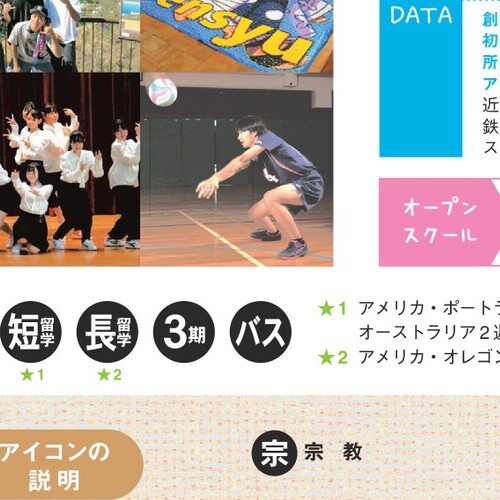 ensyu
DATA
創
初
所
ア
近
鉄
ス
オープン
スクール
短留学
長留学
3期
バス
★1
★2
★1 アメリカ・ポートラ
オーストラリア2週
★2 アメリカ・オレゴン
アイコンの
説明
宗 宗 教